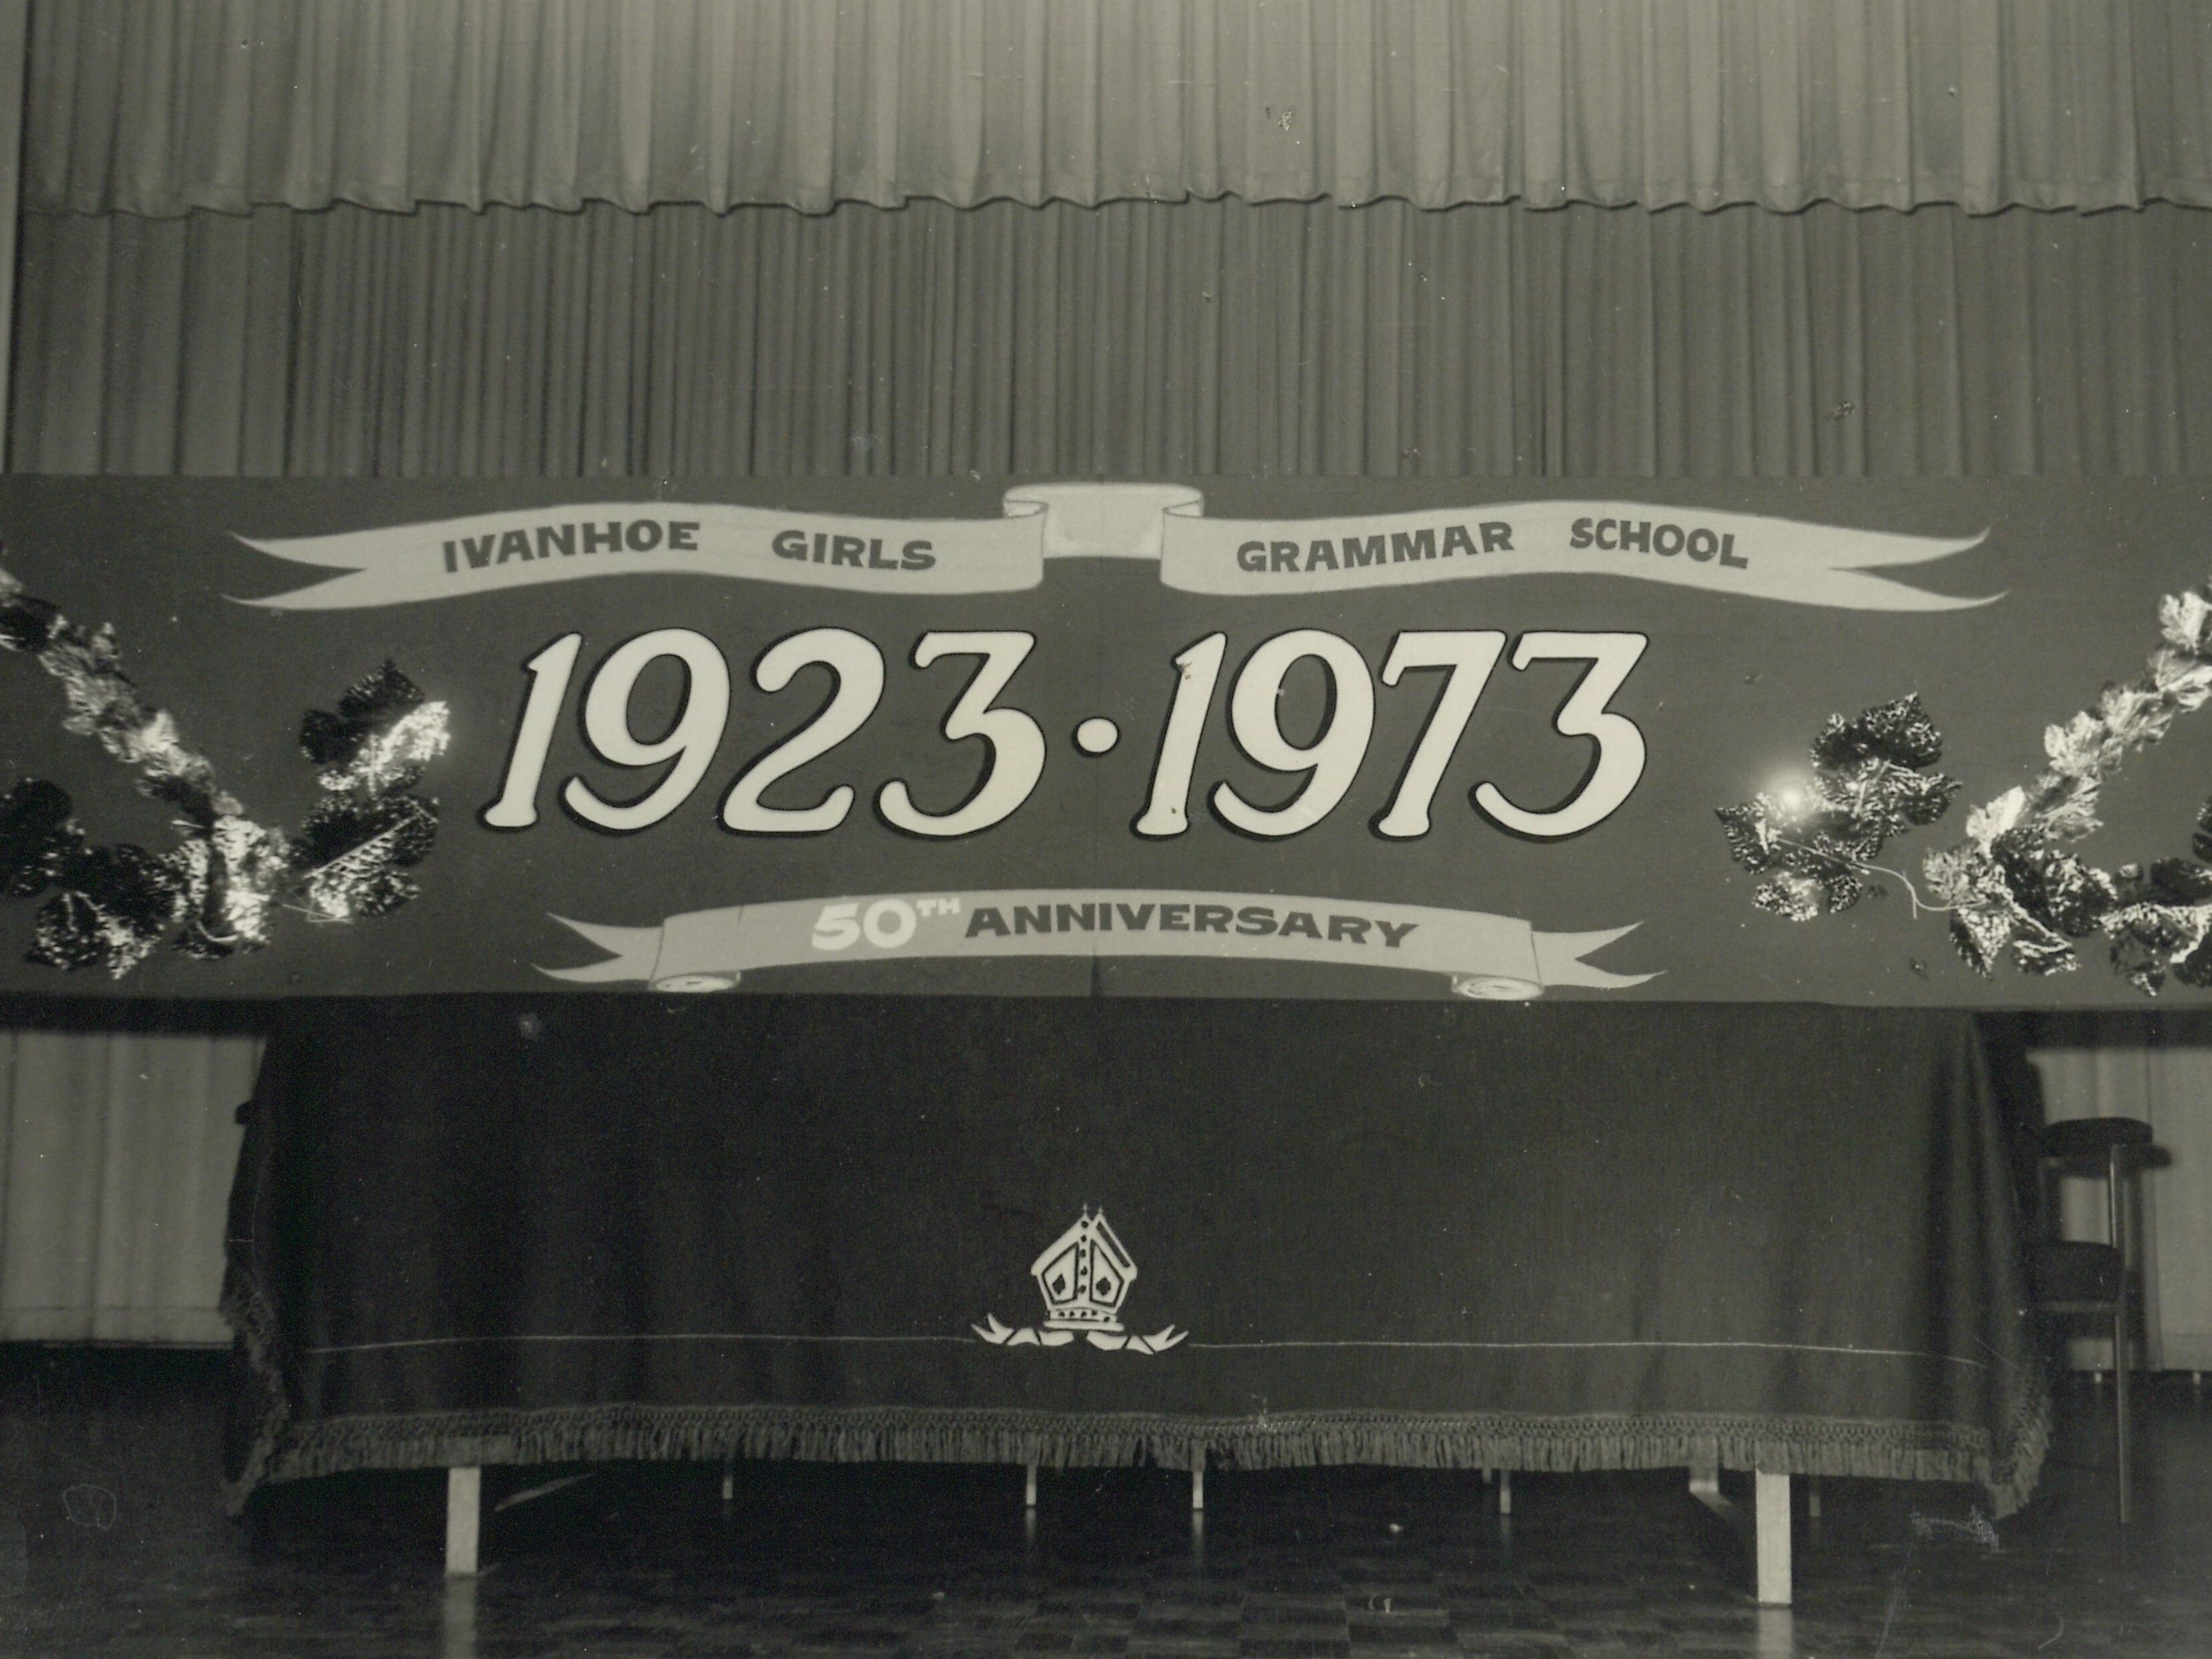 IVANHOE GIRLS GRAMMAR SCHOOL
1923·1973
50TH ANNIVERSARY